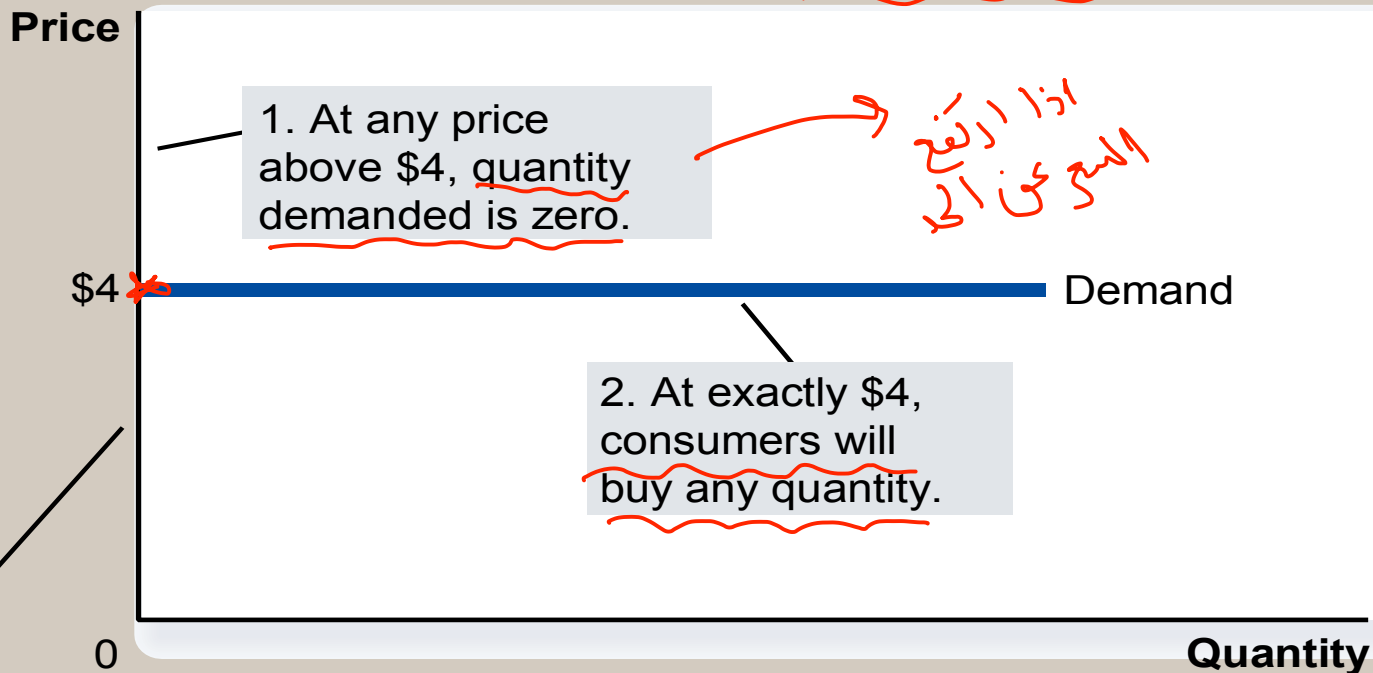 Price
1. At any price
above $4, quantity
demanded is zero.
اذا ارتفع
السع عن الحد
$4
Demand
2. At exactly $4,
consumers will
buy any quantity.
0
Quantity